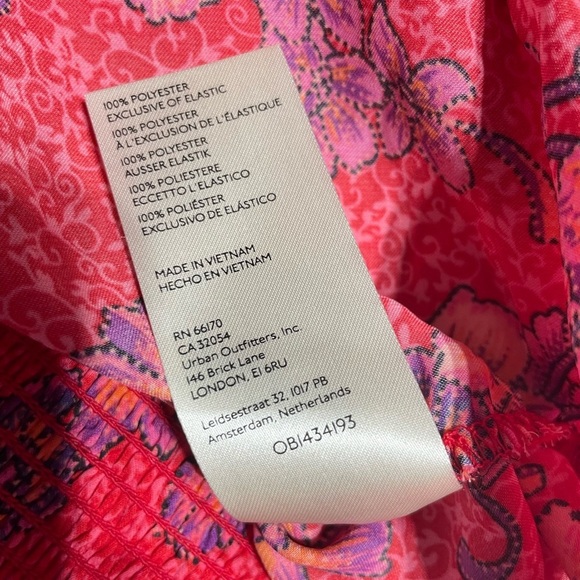 100% POLYESTER
EXCLUSIVE OF ELASTIC
100% POLYESTER
À L'EXCLUSION DE L'ÉLASTIQUE
100% POLYESTER
AUSSER ELASTIK
100% POLIESTERE
ECCETTO L'ELASTICO
100% POLIÉSTER
EXCLUSIVO DE ELÁSTICO
MADE IN VIETNAM
HECHO EN VIETNAM
RN 66170
CA 32054
Urban Outfitters, Inc.
146 Brick Lane
LONDON, E1 6RU
Leidsestraat 32, 1017 PB
Amsterdam, Netherlands
OB1434193